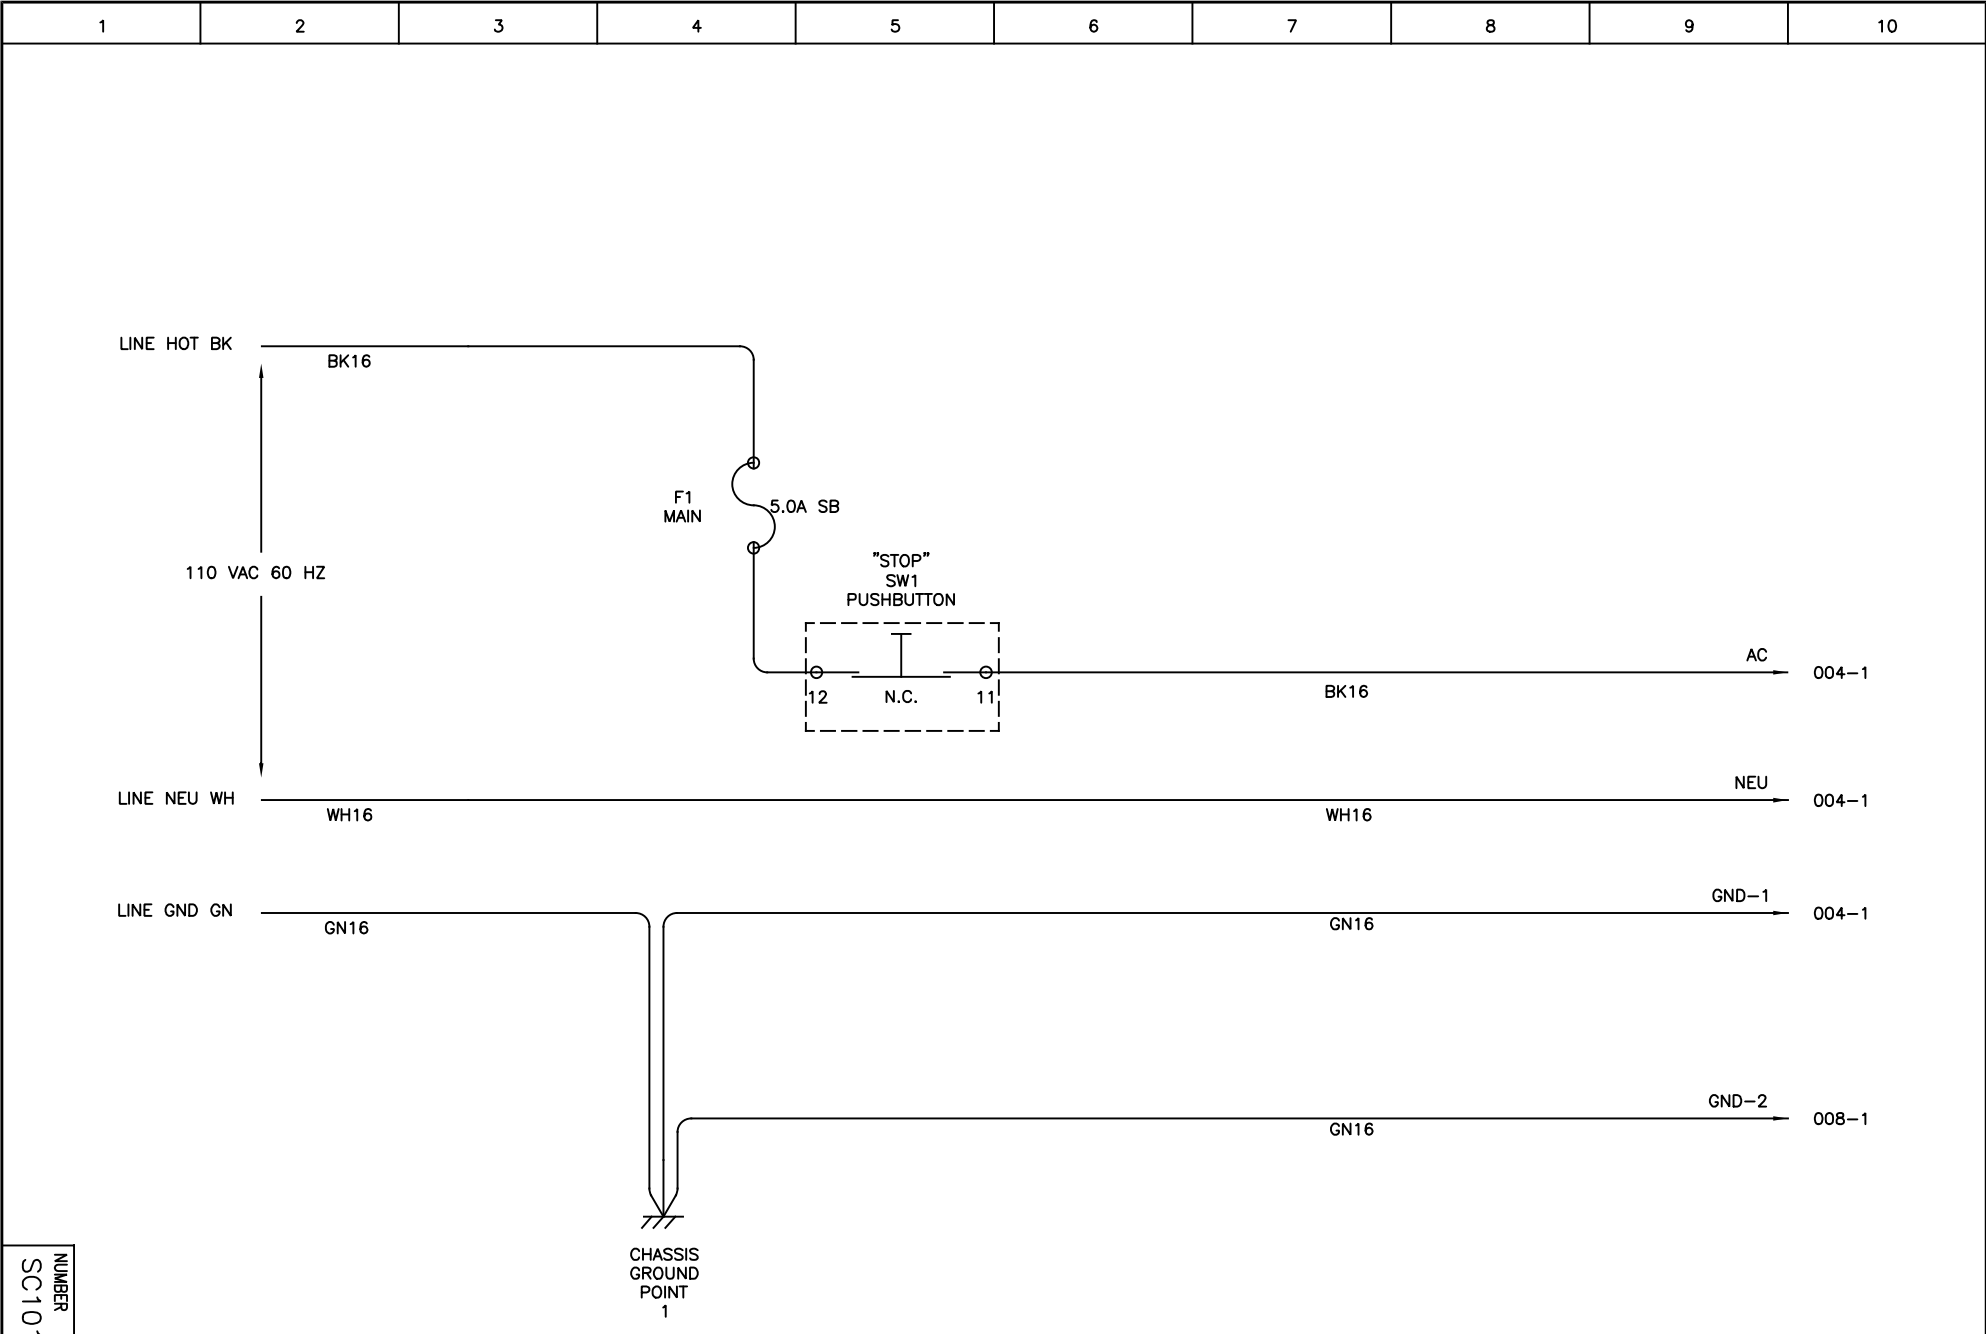 1 2 3 4 5 6 7 8 9 10
LINE HOT BK
BK16
F1
MAIN
5.0A SB
110 VAC 60 HZ
"STOP"
SW1
PUSHBUTTON
12 N.C. 11
AC
004-1
BK16
LINE NEU WH
WH16
WH16
NEU
004-1
LINE GND GN
GN16
GN16
GND-1
004-1
GND-2
008-1
GN16
CHASSIS
GROUND
POINT
1
NUMBER